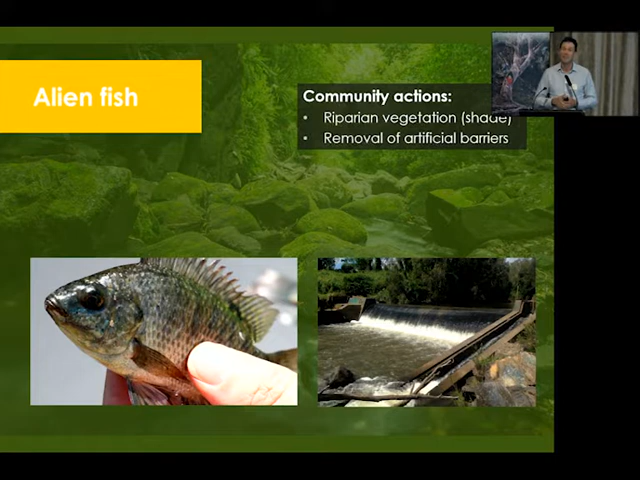 Alien fish
Community actions:
• Riparian vegetation (shade)
• Removal of artificial barriers